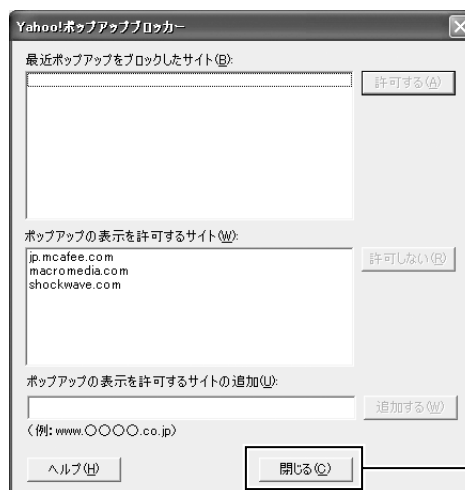 Yahoo!ポップアップブロッカー
最近ポップアップをブロックしたサイト(B):
許可する(A)
ポップアップの表示を許可するサイト(W):
jp.mcafee.com
macromedia.com
shockwave.com
許可しない(R)
ポップアップの表示を許可するサイトの追加(U):
追加する(W)
(例: www.〇〇〇〇.co.jp)
ヘルプ(H)
閉じる(C)